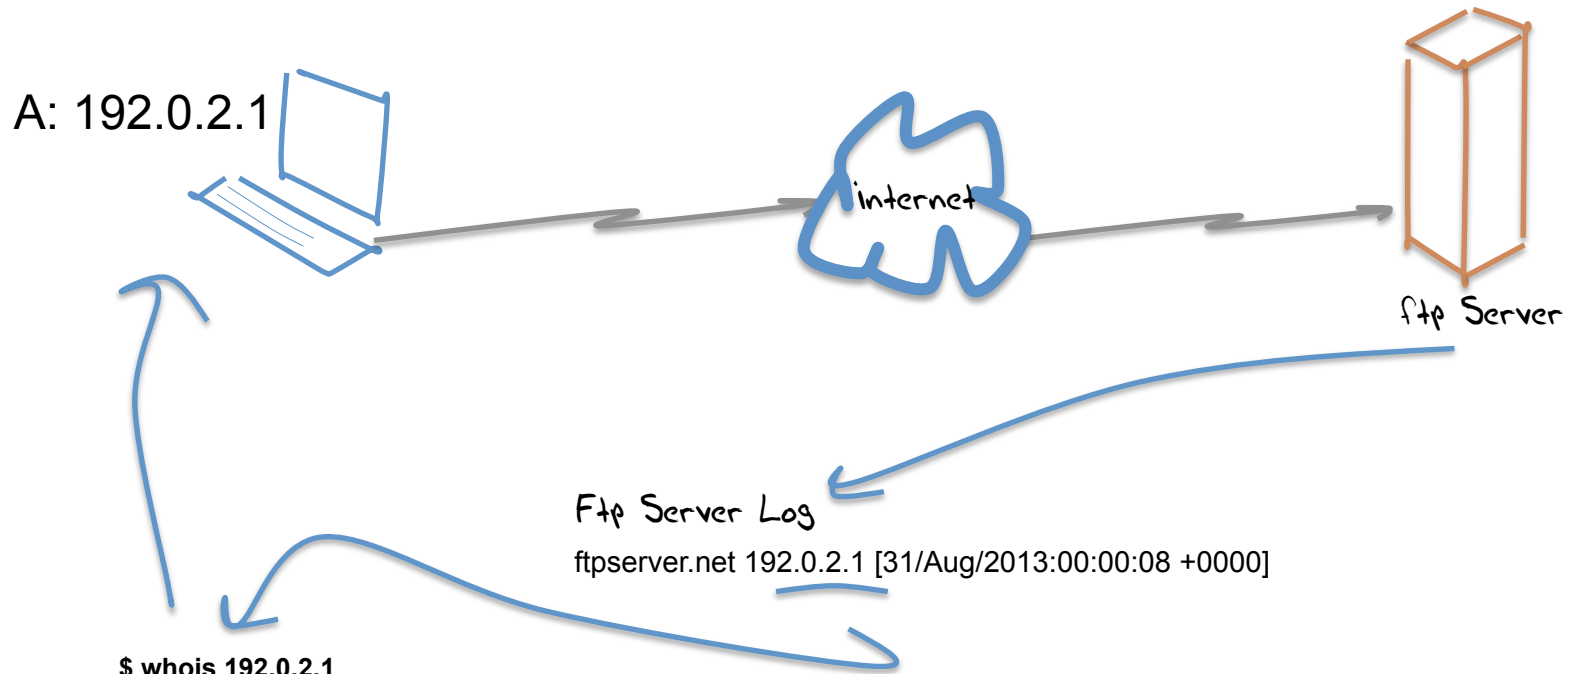 A: 192.0.2.1
internet
ftp Server
Ftp Server Log
ftpserver.net 192.0.2.1 [31/Aug/2013:00:00:08 +0000]
$ whois 192.0.2.1